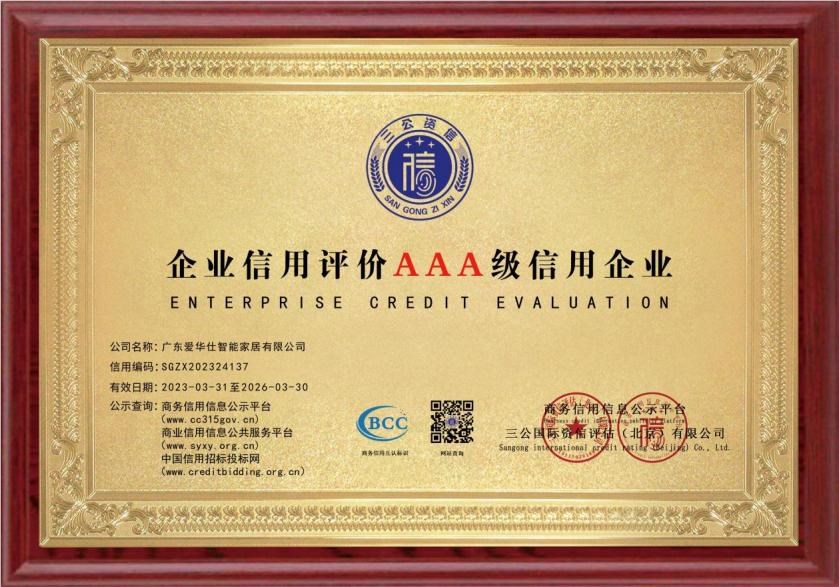 三公资信
信
SAN GONG ZI XIN
企业信用评价AAA级信用企业
ENTERPRISE CREDIT EVALUATION
公司名称：广东爱华仕智能家居有限公司
信用编码：SGZX202324137
有效日期：2023-03-31至2026-03-30
公示查询：商务信用信息公示平台
(www.cc315gov.cn)
商业信用信息公共服务平台
(www.syxy.org.cn)
中国信用招标投标网
(www.creditbidding.org.cn)
BCC
商务信用互认标识
网站查询
商务信用信息公示平台
Business credit information publicity platform
三公国际资信评估（北京）有限公司
Sangong international credit rating (Beijing) Co., Ltd.
信